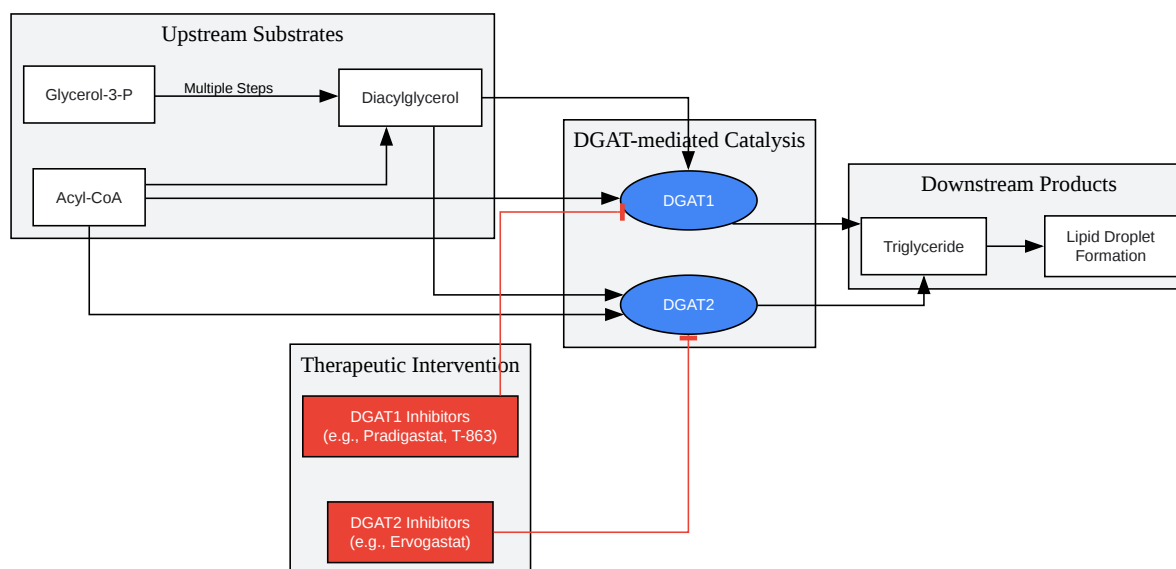 Upstream Substrates
Glycerol-3-P
Multiple Steps
Diacylglycerol
Acyl-CoA
DGAT-mediated Catalysis
DGAT1
DGAT2
Downstream Products
Triglyceride
Lipid Droplet
Formation
Therapeutic Intervention
DGAT1 Inhibitors
(e.g., Pradigastat, T-863)
DGAT2 Inhibitors
(e.g., Ervogastat)